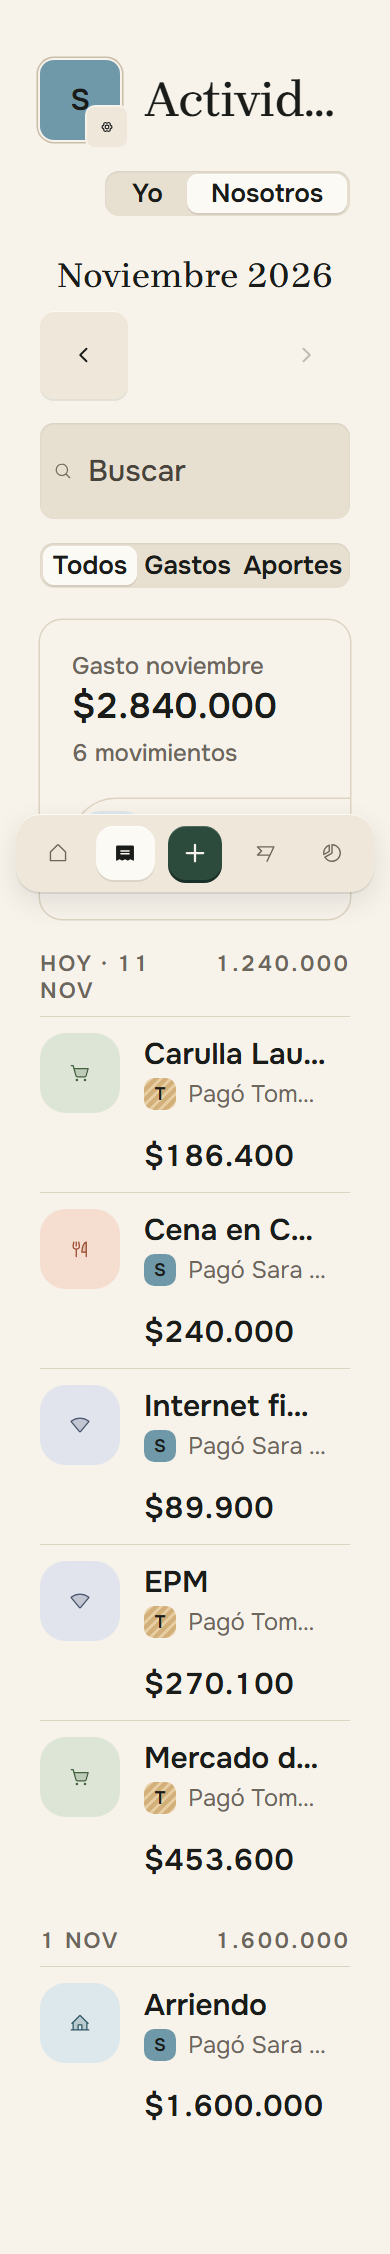 S
Activid...
Yo
Nosotros
Noviembre 2026
Buscar
Todos
Gastos
Aportes
Gasto noviembre
$2.840.000
6 movimientos
HOY · 11
NOV
1.240.000
Carulla Lau...
T
Pagó Tom...
$186.400
Cena en C...
S
Pagó Sara ...
$240.000
Internet fi...
S
Pagó Sara ...
$89.900
EPM
T
Pagó Tom...
$270.100
Mercado d...
T
Pagó Tom...
$453.600
1 NOV
1.600.000
Arriendo
S
Pagó Sara ...
$1.600.000